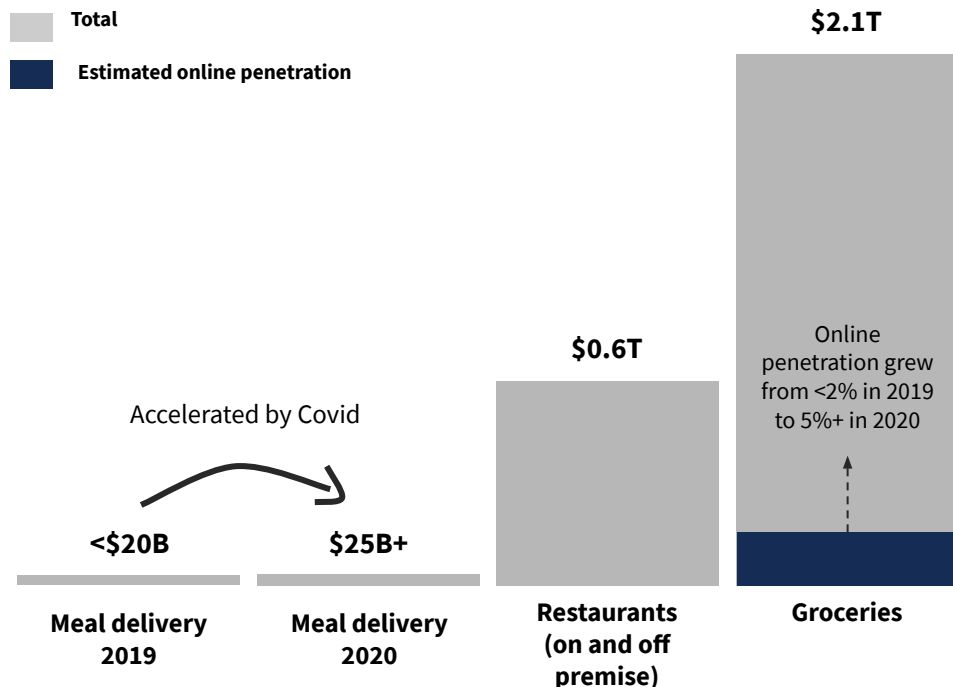 Total
Estimated online penetration
$2.1T
$0.6T
Online
penetration grew
from <2% in 2019
to 5%+ in 2020
Accelerated by Covid
<$20B
$25B+
Meal delivery
2019
Meal delivery
2020
Restaurants
(on and off
premise)
Groceries